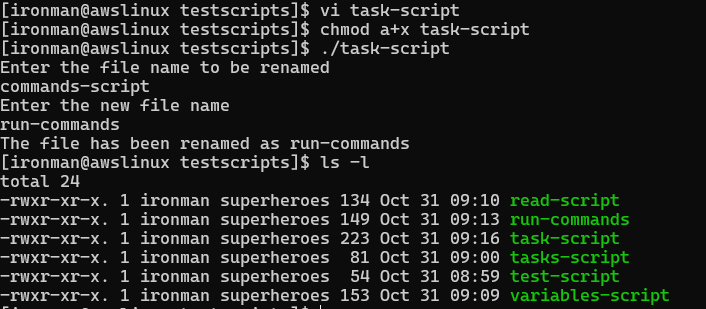 [ironman@awslinux testscripts]$ vi task-script
[ironman@awslinux testscripts]$ chmod a+x task-script
[ironman@awslinux testscripts]$ ./task-script
Enter the file name to be renamed
commands-script
Enter the new file name
run-commands
The file has been renamed as run-commands
[ironman@awslinux testscripts]$ ls -l
total 24
-rwxr-xr-x. 1 ironman superheroes 134 Oct 31 09:10 read-script
-rwxr-xr-x. 1 ironman superheroes 149 Oct 31 09:13 run-commands
-rwxr-xr-x. 1 ironman superheroes 223 Oct 31 09:16 task-script
-rwxr-xr-x. 1 ironman superheroes  81 Oct 31 09:00 tasks-script
-rwxr-xr-x. 1 ironman superheroes  54 Oct 31 08:59 test-script
-rwxr-xr-x. 1 ironman superheroes 153 Oct 31 09:09 variables-script